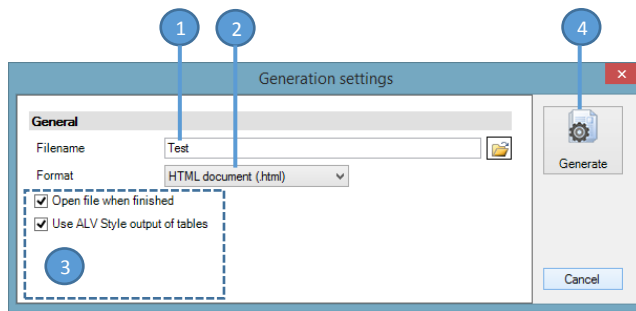 1
2
4
Generation settings
x
General
Filename
Test
Generate
Format
HTML document (.html)
Open file when finished
Use ALV Style output of tables
3
Cancel